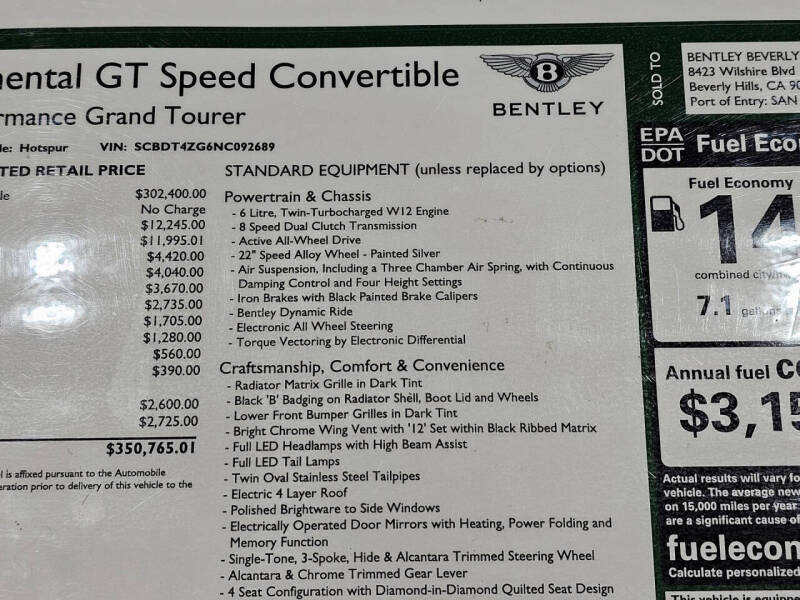 nental GT Speed Convertible
rmance Grand Tourer
le: Hotspur VIN: SCBDT4ZG6NC092689
TED RETAIL PRICE
le $302,400.00
No Charge
$12,245.00
$11,995.01
$4,420.00
$4,040.00
$3,670.00
$2,735.00
$1,705.00
$1,280.00
$560.00
$390.00
$2,600.00
$2,725.00
$350,765.01
l is affixed pursuant to the Automobile
eration prior to delivery of this vehicle to the
B
BENTLEY
STANDARD EQUIPMENT (unless replaced by options)
Powertrain & Chassis
- 6 Litre, Twin-Turbocharged W12 Engine
- 8 Speed Dual Clutch Transmission
- Active All-Wheel Drive
- 22" Speed Alloy Wheel - Painted Silver
- Air Suspension, Including a Three Chamber Air Spring, with Continuous
Damping Control and Four Height Settings
- Iron Brakes with Black Painted Brake Calipers
- Bentley Dynamic Ride
- Electronic All Wheel Steering
- Torque Vectoring by Electronic Differential
Craftsmanship, Comfort & Convenience
- Radiator Matrix Grille in Dark Tint
- Black 'B' Badging on Radiator Shell, Boot Lid and Wheels
- Lower Front Bumper Grilles in Dark Tint
- Bright Chrome Wing Vent with '12' Set within Black Ribbed Matrix
- Full LED Headlamps with High Beam Assist
- Full LED Tail Lamps
- Twin Oval Stainless Steel Tailpipes
- Electric 4 Layer Roof
- Polished Brightware to Side Windows
- Electrically Operated Door Mirrors with Heating, Power Folding and
Memory Function
- Single-Tone, 3-Spoke, Hide & Alcantara Trimmed Steering Wheel
- Alcantara & Chrome Trimmed Gear Lever
- 4 Seat Configuration with Diamond-in-Diamond Quilted Seat Design
SOLD TO
BENTLEY BEVERLY
8423 Wilshire Blvd
Beverly Hills, CA 90
Port of Entry: SAN
EPA
DOT
Fuel Econ
Fuel Economy
14
combined city/
7.1 gallons
Annual fuel co
$3,15
Actual results will vary fo
vehicle. The average new
on 15,000 miles per year
are a significant cause of
fuelecon
Calculate personalized
This vehicle is equippe